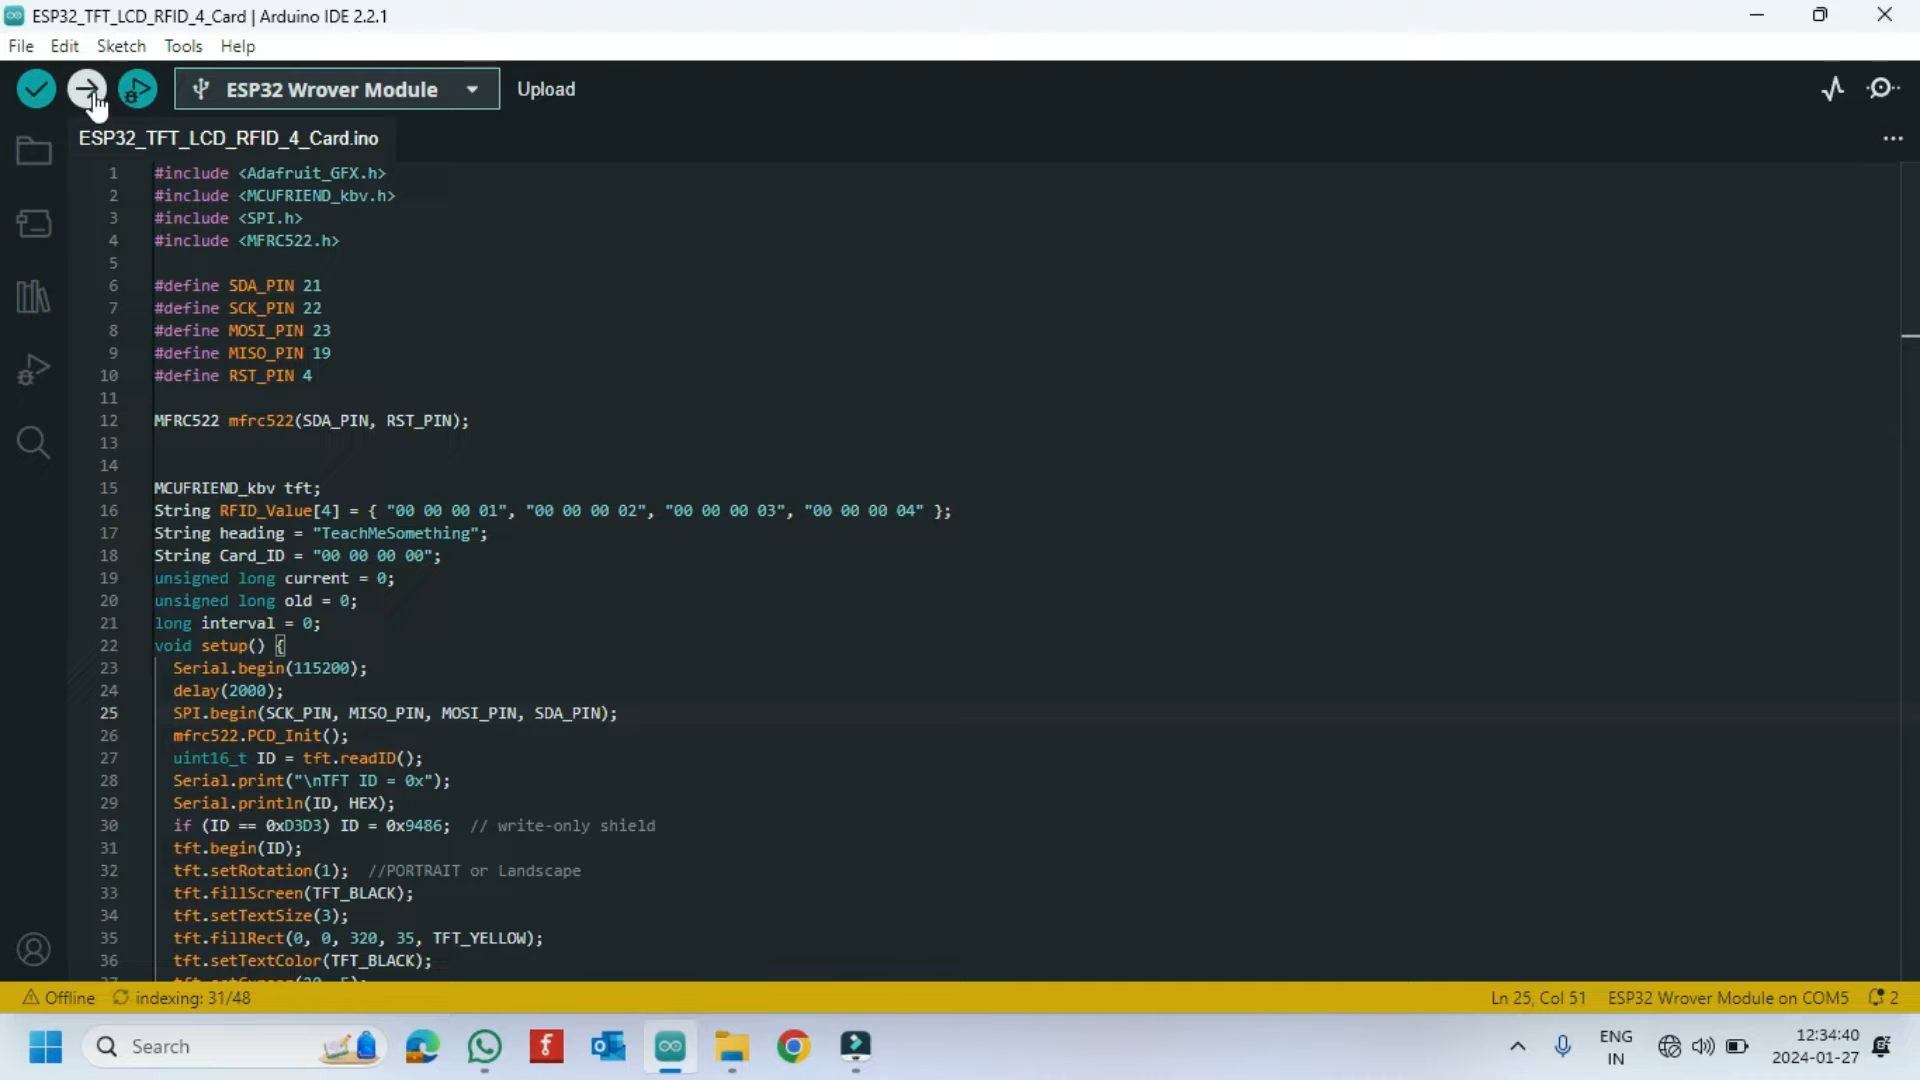 ESP32_TFT_LCD_RFID_4_Card | Arduino IDE 2.2.1
File Edit Sketch Tools Help
ESP32 Wrover Module Upload
ESP32_TFT_LCD_RFID_4_Card.ino
1 #include <Adafruit_GFX.h>
2 #include <MCUFRIEND_kbv.h>
3 #include <SPI.h>
4 #include <MFRC522.h>
5
6 #define SDA_PIN 21
7 #define SCK_PIN 22
8 #define MOSI_PIN 23
9 #define MISO_PIN 19
10 #define RST_PIN 4
11
12 MFRC522 mfrc522(SDA_PIN, RST_PIN);
13
14
15 MCUFRIEND_kbv tft;
16 String RFID_Value[4] = { "00 00 00 01", "00 00 00 02", "00 00 00 03", "00 00 00 04" };
17 String heading = "TeachMeSomething";
18 String Card_ID = "00 00 00 00";
19 unsigned long current = 0;
20 unsigned long old = 0;
21 long interval = 0;
22 void setup() {
23 Serial.begin(115200);
24 delay(2000);
25 SPI.begin(SCK_PIN, MISO_PIN, MOSI_PIN, SDA_PIN);
26 mfrc522.PCD_Init();
27 uint16_t ID = tft.readID();
28 Serial.print("\nTFT ID = 0x");
29 Serial.println(ID, HEX);
30 if (ID == 0xD3D3) ID = 0x9486; // write-only shield
31 tft.begin(ID);
32 tft.setRotation(1); //PORTRAIT or Landscape
33 tft.fillScreen(TFT_BLACK);
34 tft.setTextSize(3);
35 tft.fillRect(0, 0, 320, 35, TFT_YELLOW);
36 tft.setTextColor(TFT_BLACK);
Offline indexing: 31/48 Ln 25, Col 51 ESP32 Wrover Module on COM5 2
Search ENG IN 12:34:40 2024-01-27